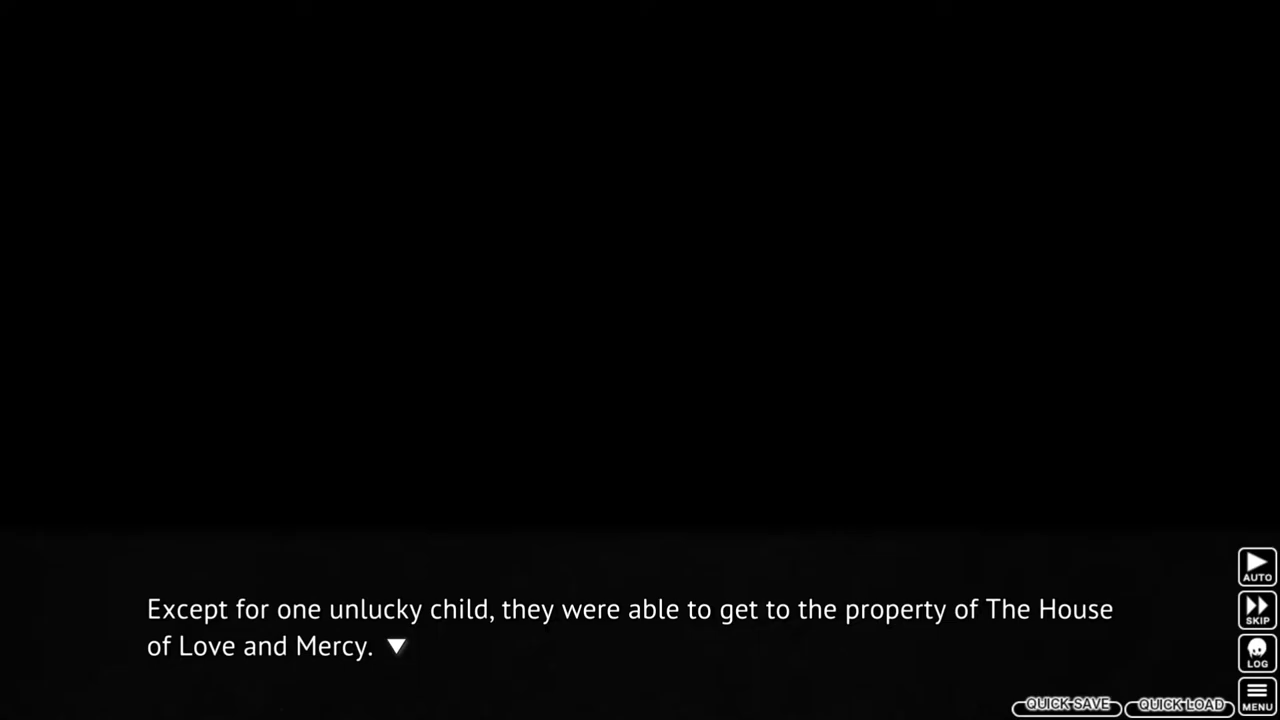 Except for one unlucky child, they were able to get to the property of The House
of Love and Mercy.
AUTO
SKIP
LOG
MENU
QUICK SAVE
QUICK LOAD